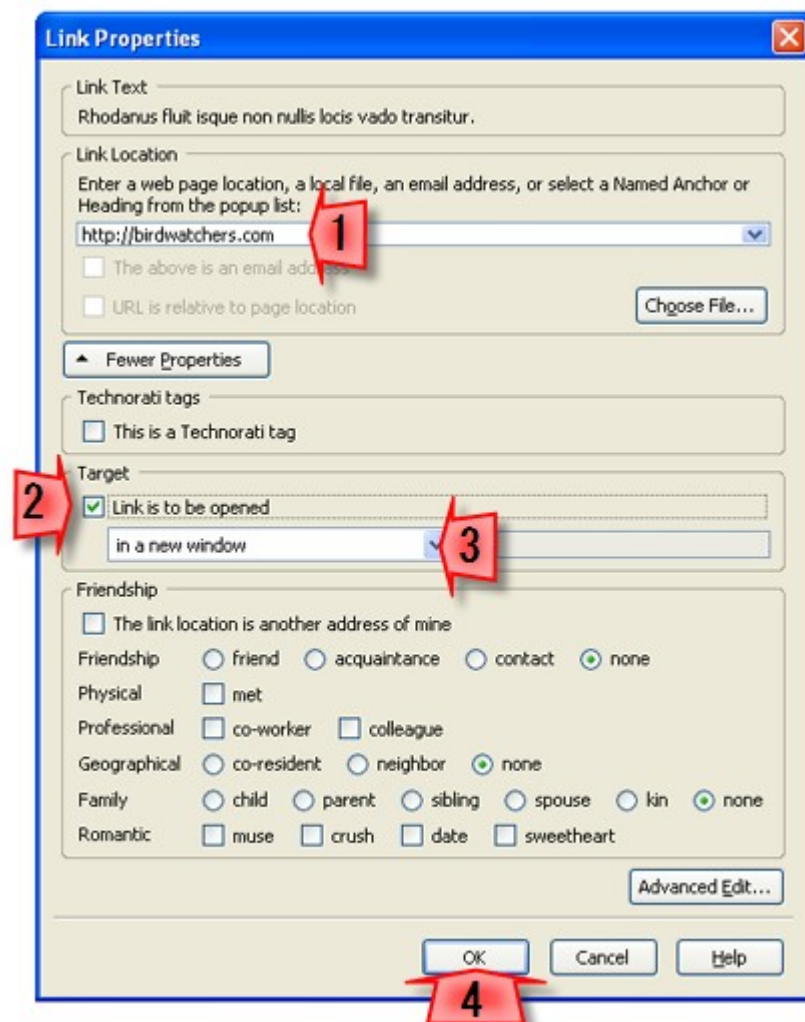 Link Properties
Link Text
Rhodanus fluit isque non nullis locis vado transitur.
Link Location
Enter a web page location, a local file, an email address, or select a Named Anchor or
Heading from the popup list:
http://birdwatchers.com
1
The above is an email address
URL is relative to page location
Choose File...
Fewer Properties
Technorati tags
This is a Technorati tag
Target
2
Link is to be opened
in a new window
3
Friendship
The link location is another address of mine
Friendship friend acquaintance contact none
Physical met
Professional co-worker colleague
Geographical co-resident neighbor none
Family child parent sibling spouse kin none
Romantic muse crush date sweetheart
Advanced Edit...
OK Cancel Help
4